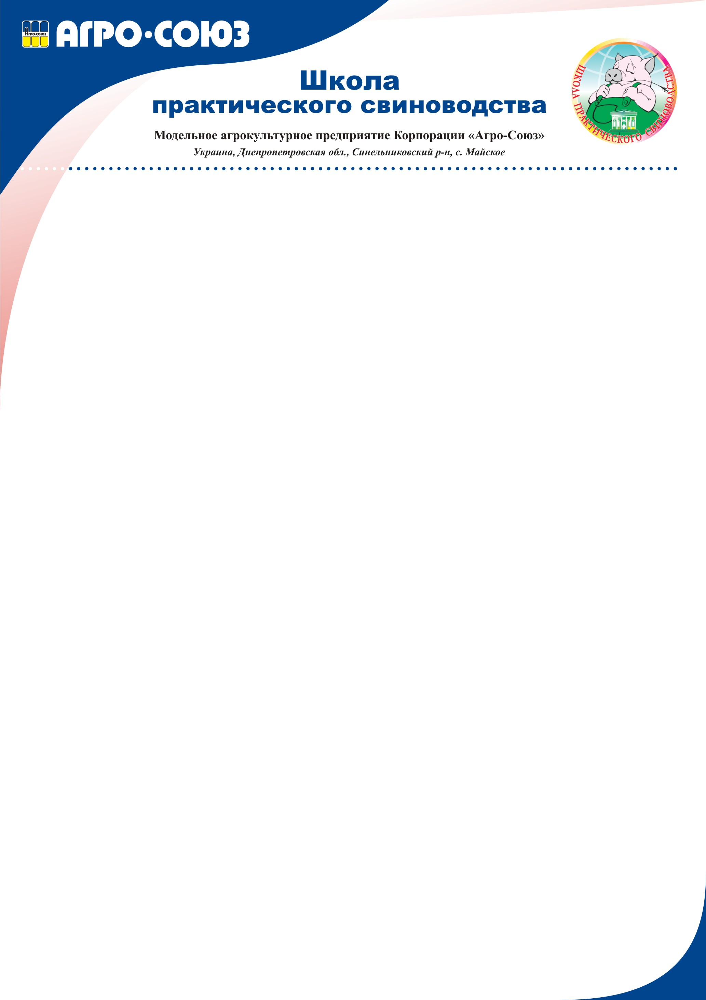 Агро-союз
АГРО•СОЮЗ
Школа
практического свиноводства
Модельное агрокультурное предприятие Корпорации «Агро-Союз»
Украина, Днепропетровская обл., Синельниковский р-н, с. Майское
ШКОЛА ПРАКТИЧЕСКОГО СВИНОВОДСТВА